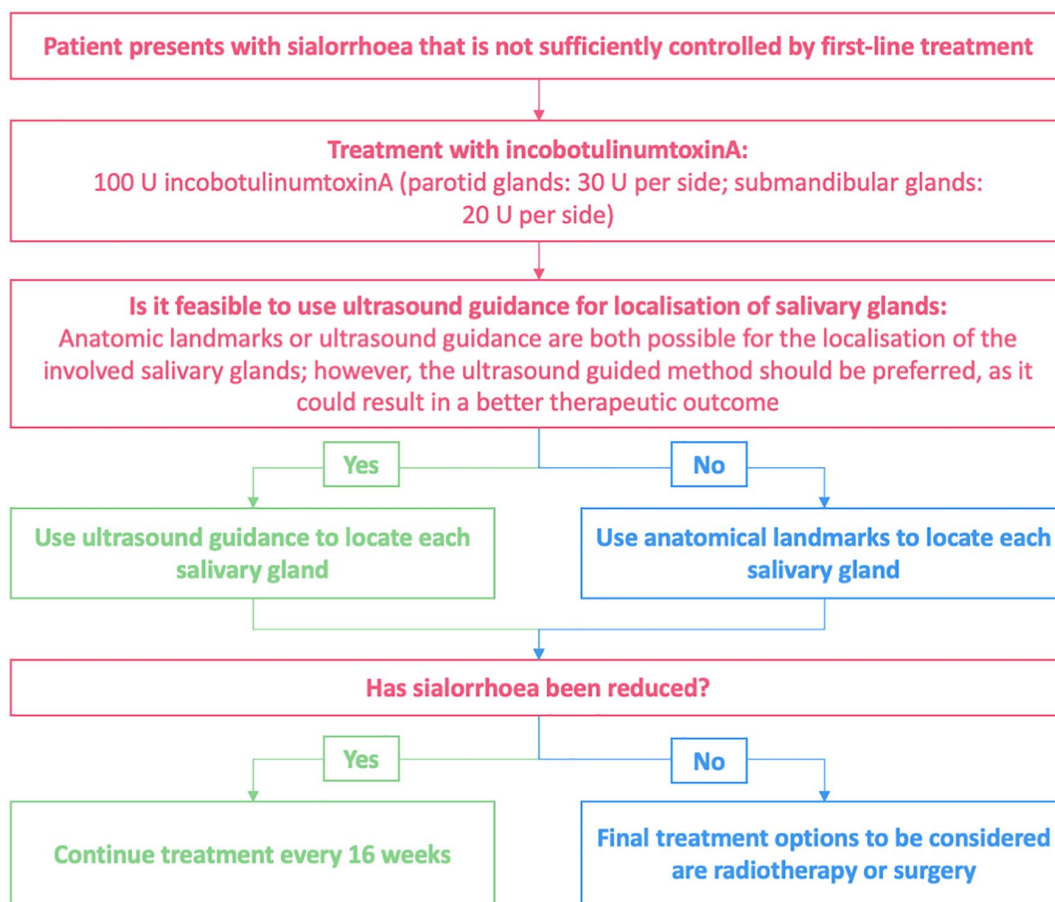 Patient presents with sialorrhoea that is not sufficiently controlled by first-line treatment
Treatment with incobotulinumtoxinA:
100 U incobotulinumtoxinA (parotid glands: 30 U per side; submandibular glands:
20 U per side)
Is it feasible to use ultrasound guidance for localisation of salivary glands:
Anatomic landmarks or ultrasound guidance are both possible for the localisation of the
involved salivary glands; however, the ultrasound guided method should be preferred, as it
could result in a better therapeutic outcome
Yes
No
Use ultrasound guidance to locate each
salivary gland
Use anatomical landmarks to locate each
salivary gland
Has sialorrhoea been reduced?
Yes
No
Continue treatment every 16 weeks
Final treatment options to be considered
are radiotherapy or surgery